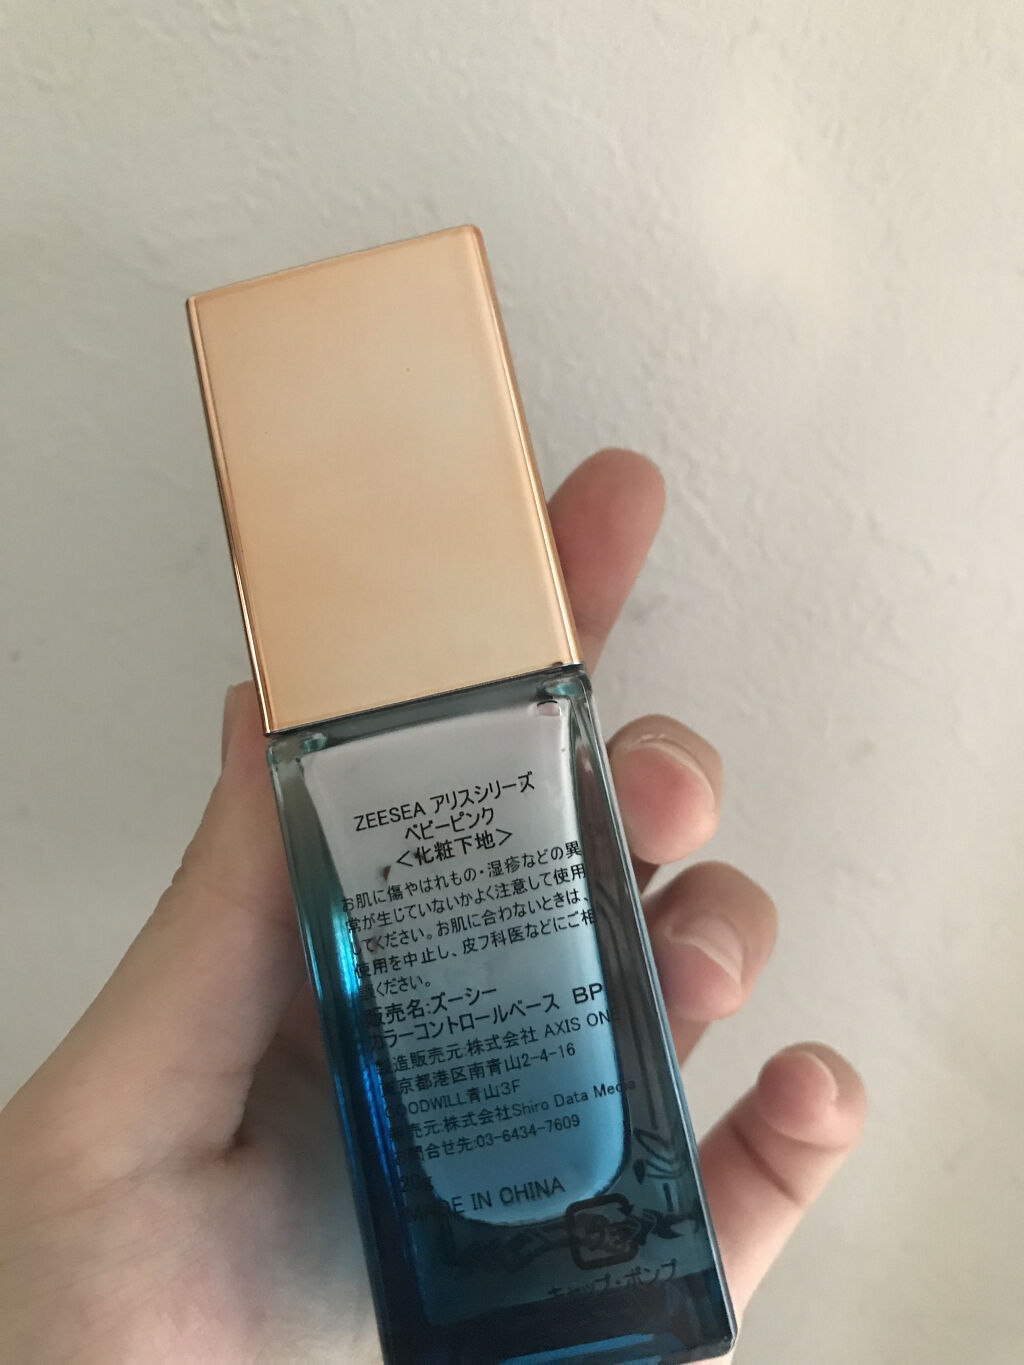 ZEESEA アリスシリーズ
ベビーピンク
＜化粧下地＞
お肌に傷やはれもの・湿疹などの異
常が生じていないかよく注意して使用
してください。お肌に合わないときは、
使用を中止し、皮フ科医などにご相
談ください。
販売名:ズーシー
カラーコントロールベース BP
製造販売元:株式会社 AXIS ONE
東京都港区南青山2-4-16
GOODWILL青山3F
販売元:株式会社Shiro Data Media
お問合せ先:03-6434-7609
20g
MADE IN CHINA
プラ
キャップ・ポンプ